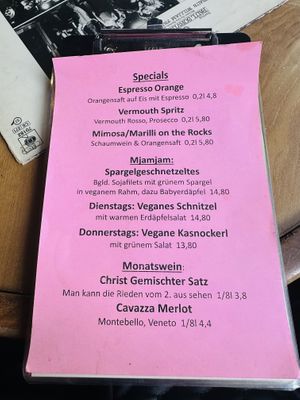 Specials
Espresso Orange
Orangensaft auf Eis mit Espresso 0,2l 4,8
Vermouth Spritz
Vermouth Rosso, Prosecco 0,2l 5,80
Mimosa/Marilli on the Rocks
Schaumwein & Orangensaft 0,2l 5,80
Mjamjam:
Spargelgeschnetzeltes
Bgld. Sojafilets mit grünem Spargel
in veganem Rahm, dazu Babyerdäpfel 14,80
Dienstags: Veganes Schnitzel
mit warmen Erdäpfelsalat 14,80
Donnerstags: Vegane Kasnockerl
mit grünem Salat 13,80
Monatswein:
Christ Gemischter Satz
Man kann die Rieden vom 2. aus sehen 1/8l 3,8
Cavazza Merlot
Montebello, Veneto 1/8l 4,4